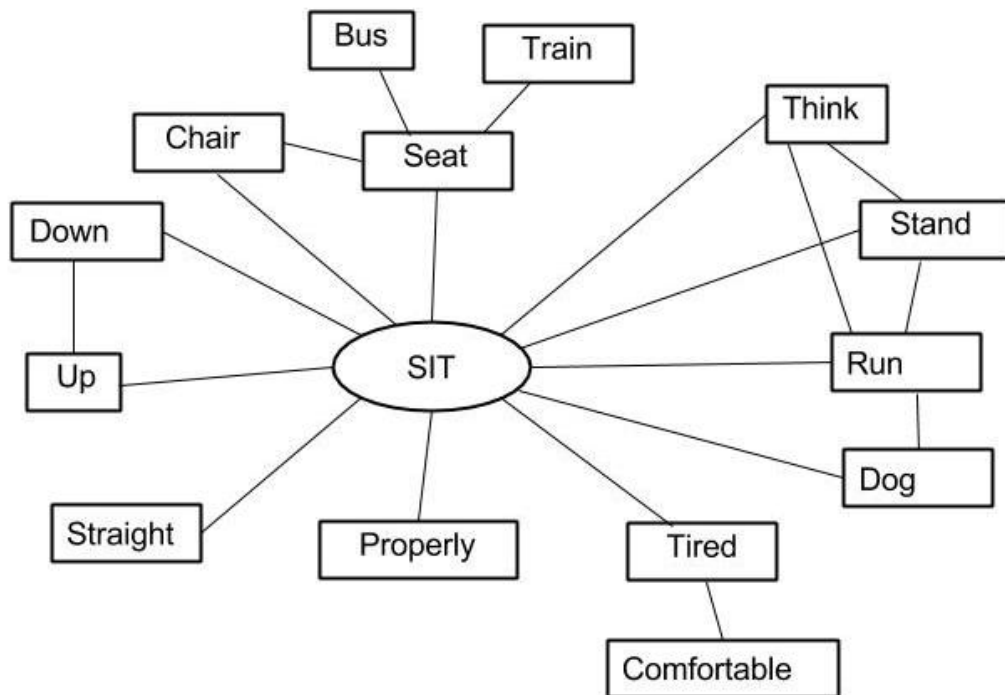 Bus
Train
Think
Chair
Seat
Stand
Down
SIT
Run
Up
Dog
Straight
Properly
Tired
Comfortable